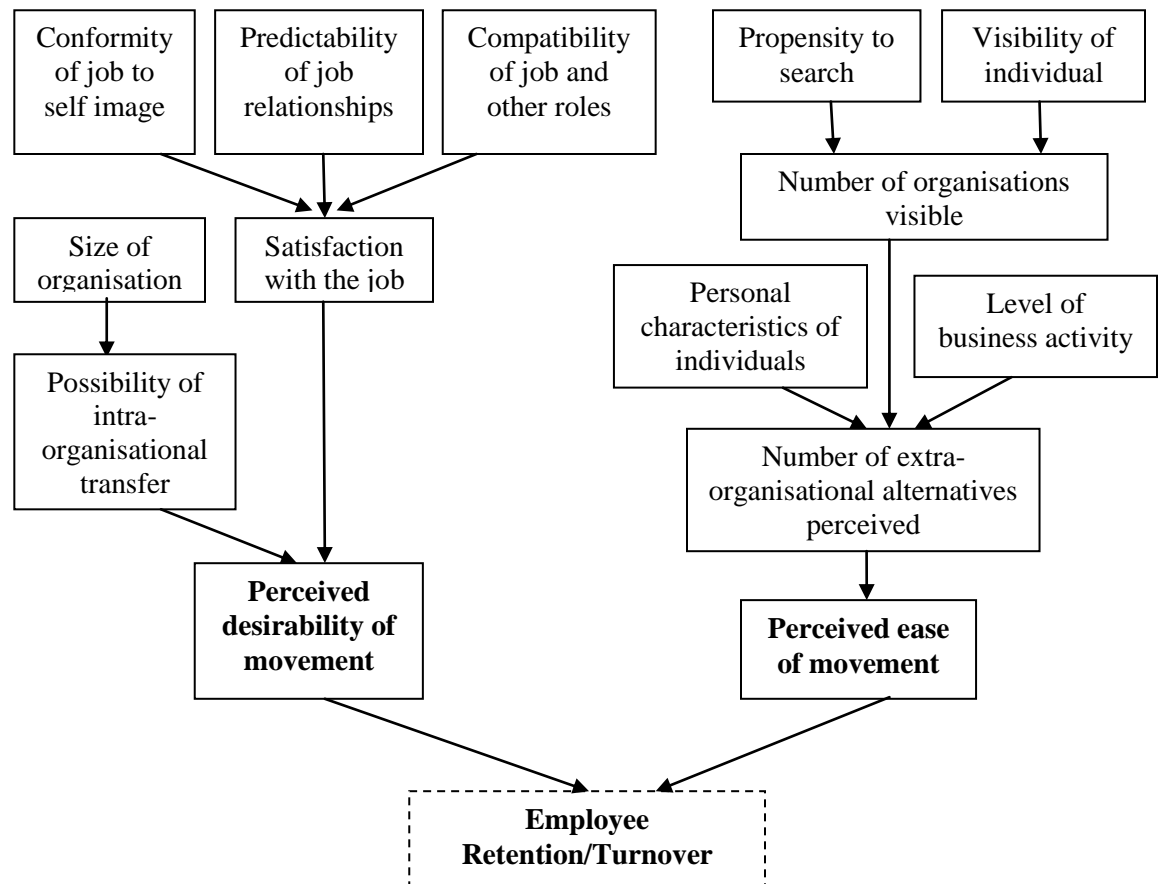 Conformity
of job to
self image
Predictability
of job
relationships
Compatibility
of job and
other roles
Propensity to
search
Visibility of
individual
Number of organisations
visible
Size of
organisation
Satisfaction
with the job
Personal
characteristics of
individuals
Level of
business activity
Possibility of
intra-
organisational
transfer
Number of extra-
organisational alternatives
perceived
Perceived
desirability of
movement
Perceived ease
of movement
Employee
Retention/Turnover